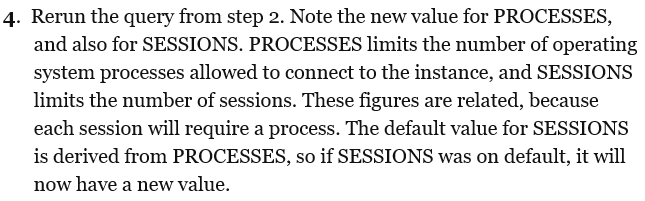 4. Rerun the query from step 2. Note the new value for PROCESSES,
and also for SESSIONS. PROCESSES limits the number of operating
system processes allowed to connect to the instance, and SESSIONS
limits the number of sessions. These figures are related, because
each session will require a process. The default value for SESSIONS
is derived from PROCESSES, so if SESSIONS was on default, it will
now have a new value.